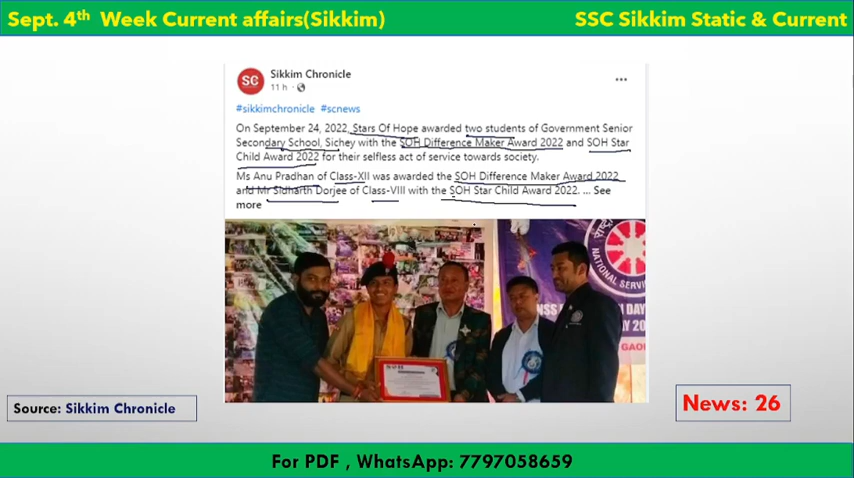 Sept. 4th Week Current affairs(Sikkim)
SSC Sikkim Static & Current
SC
Sikkim Chronicle
11 h ·
#sikkimchronicle #scnews
On September 24, 2022, Stars Of Hope awarded two students of Government Senior
Secondary School, Sichey with the SOH Difference Maker Award 2022 and SOH Star
Child Award 2022 for their selfless act of service towards society.
Ms Anu Pradhan of Class-XII was awarded the SOH Difference Maker Award 2022
and Mr Sidharth Dorjee of Class-VIII with the SOH Star Child Award 2022. ... See
more
NATIONAL SERVI
NSS
DAY
20
SOH
Source: Sikkim Chronicle
News: 26
For PDF , WhatsApp: 7797058659